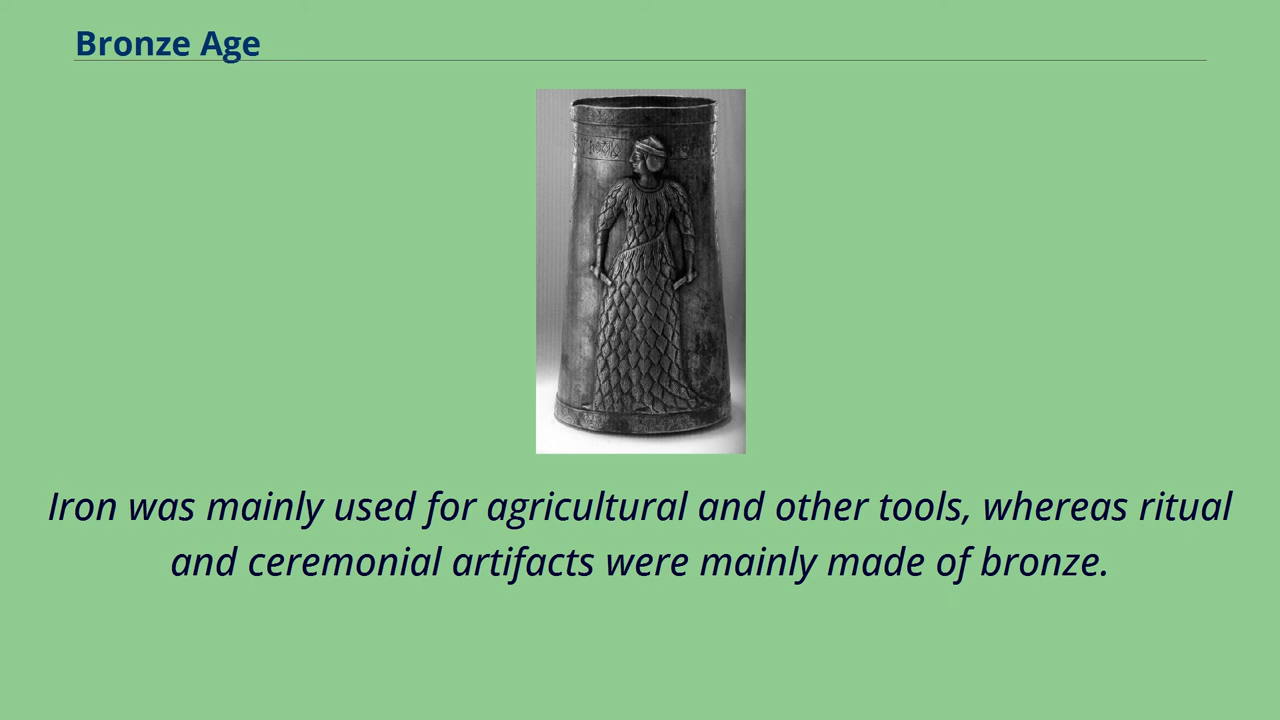 Bronze Age
Iron was mainly used for agricultural and other tools, whereas ritual
and ceremonial artifacts were mainly made of bronze.